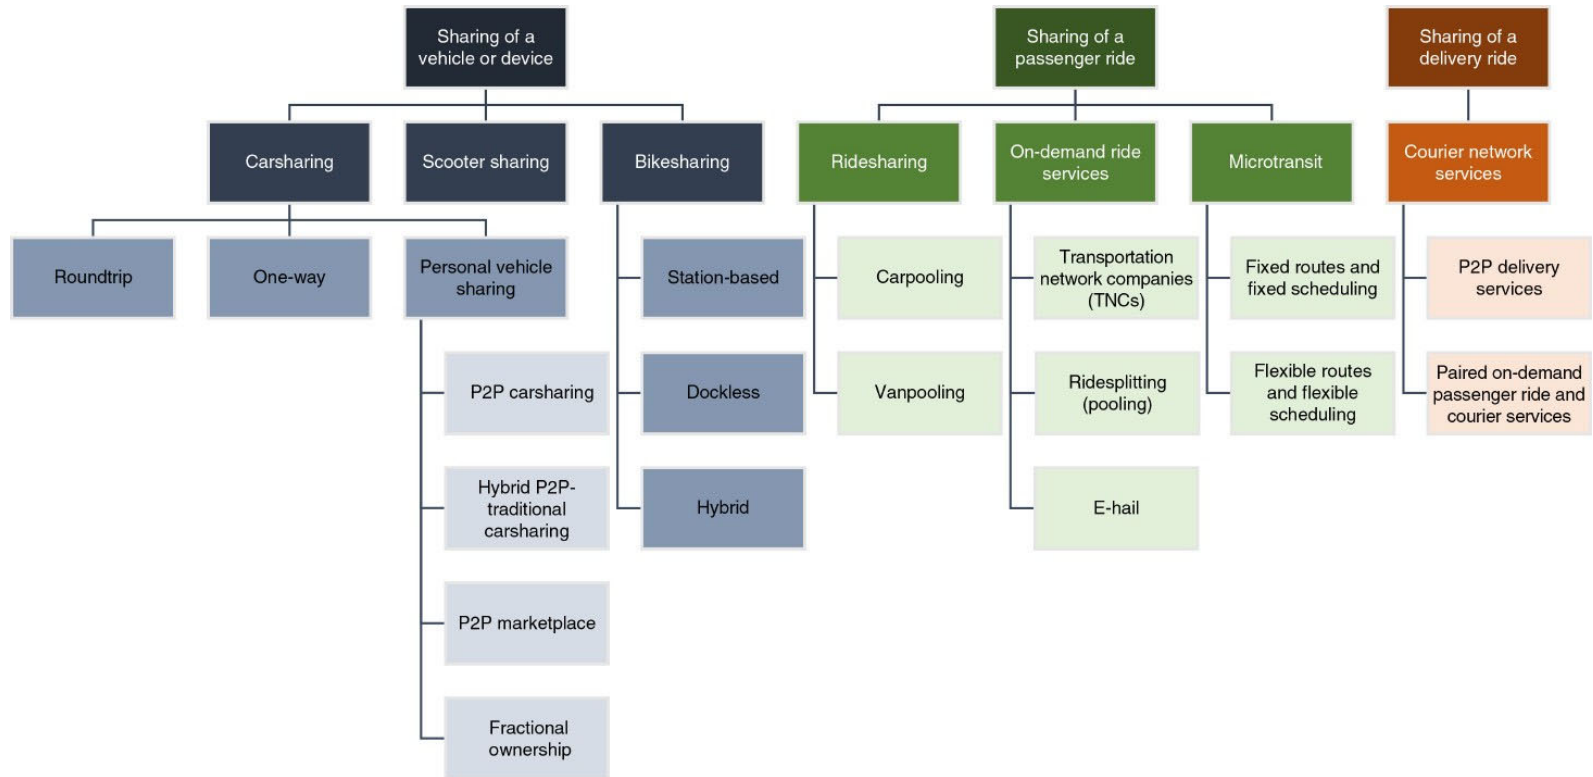 Sharing of a
vehicle or device
Sharing of a
passenger ride
Sharing of a
delivery ride
Carsharing
Scooter sharing
Bikesharing
Ridesharing
On-demand ride
services
Microtransit
Courier network
services
Roundtrip
One-way
Personal vehicle
sharing
Station-based
Carpooling
Transportation
network companies
(TNCs)
Fixed routes and
fixed scheduling
P2P delivery
services
P2P carsharing
Dockless
Vanpooling
Ridesplitting
(pooling)
Flexible routes
and flexible
scheduling
Paired on-demand
passenger ride and
courier services
Hybrid P2P-
traditional
carsharing
Hybrid
E-hail
P2P marketplace
Fractional
ownership